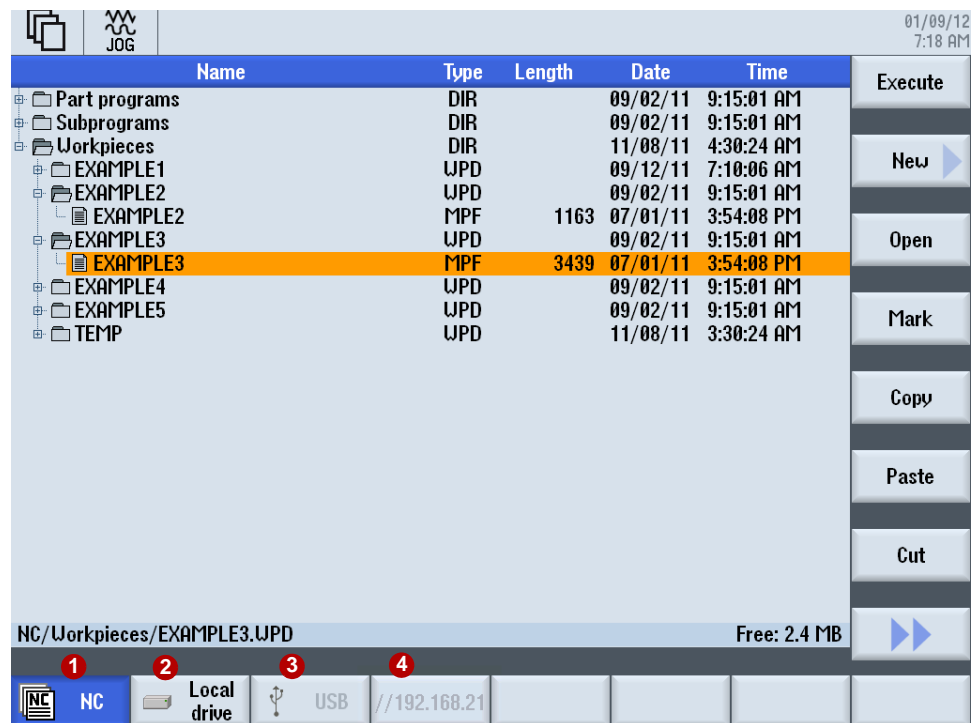 01/09/12
7:18 AM
JOG
Name Type Length Date Time
Part programs DIR 09/02/11 9:15:01 AM
Subprograms DIR 09/02/11 9:15:01 AM
Workpieces DIR 11/08/11 4:30:24 AM
EXAMPLE1 WPD 09/12/11 7:10:06 AM
EXAMPLE2 WPD 09/02/11 9:15:01 AM
EXAMPLE2 MPF 1163 07/01/11 3:54:08 PM
EXAMPLE3 WPD 09/02/11 9:15:01 AM
EXAMPLE3 MPF 3439 07/01/11 3:54:08 PM
EXAMPLE4 WPD 09/02/11 9:15:01 AM
EXAMPLE5 WPD 09/02/11 9:15:01 AM
TEMP WPD 11/08/11 3:30:24 AM
Execute
New
Open
Mark
Copy
Paste
Cut
NC/Workpieces/EXAMPLE3.WPD Free: 2.4 MB
1 2 3 4
NC NC
Local
drive
USB
//192.168.21